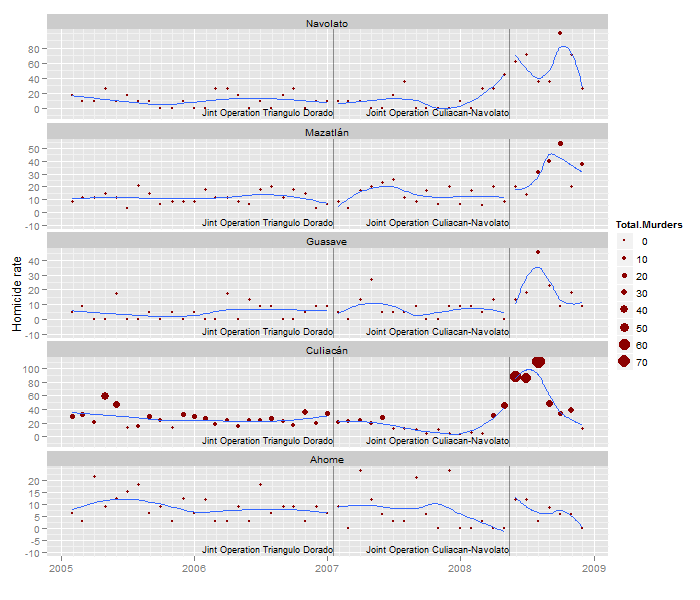 Navolato
80
60
40
20
0
Jint Operation Triangulo Dorado
Joint Operation Culiacan-Navolato
Mazatlán
50
40
30
20
10
0
-10
Jint Operation Triangulo Dorado
Joint Operation Culiacan-Navolato
Guasave
40
30
20
10
0
-10
Jint Operation Triangulo Dorado
Joint Operation Culiacan-Navolato
Culiacán
100
80
60
40
20
0
Jint Operation Triangulo Dorado
Joint Operation Culiacan-Navolato
Ahome
20
15
10
5
0
-5
-10
Jint Operation Triangulo Dorado
Joint Operation Culiacan-Navolato
2005
2006
2007
2008
2009
Homicide rate
Total.Murders
0
10
20
30
40
50
60
70